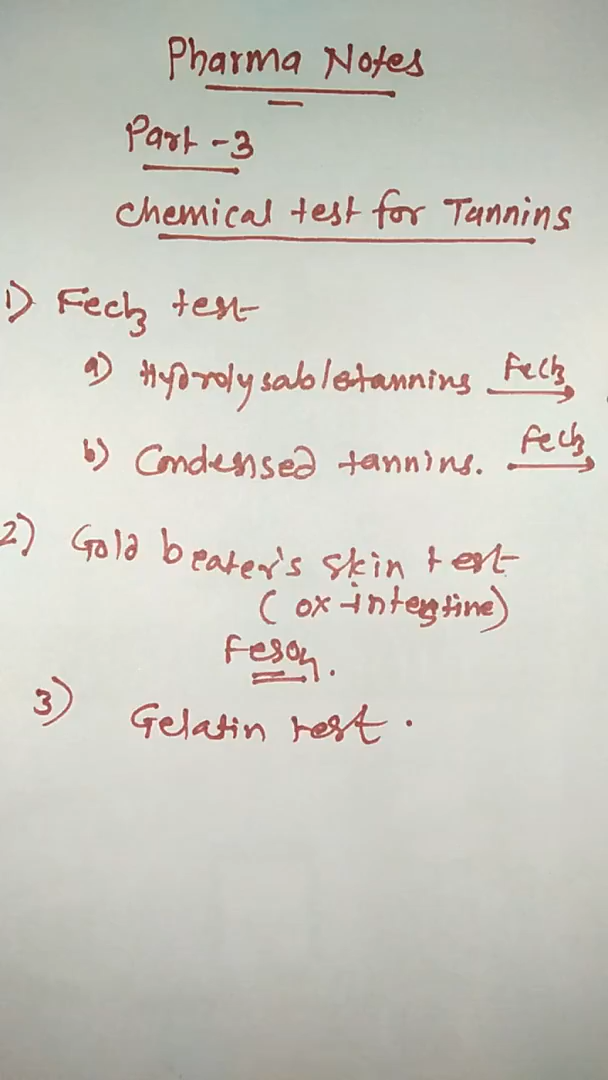 Pharma Notes
Part -3
Chemical test for Tannins
1) Fecl3 test
a) Hydrolysable tannins FeCl3
b) Condensed tannins. FeCl3
2) Gold beater's skin test
(ox-intestine)
FeSO4.
3) Gelatin test.